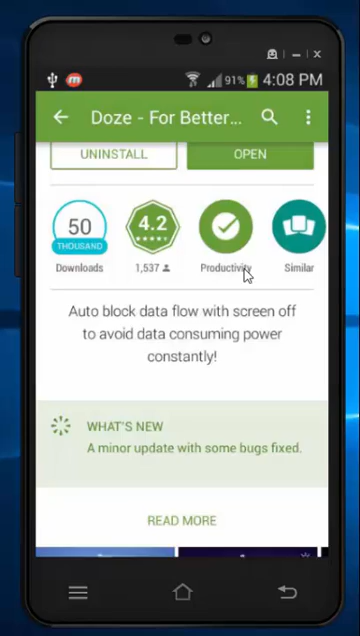 91% 4:08 PM
Doze - For Better...
UNINSTALL OPEN
50
THOUSAND
4.2
Downloads 1,537 Productivity Similar
Auto block data flow with screen off
to avoid data consuming power
constantly!
WHAT'S NEW
A minor update with some bugs fixed.
READ MORE